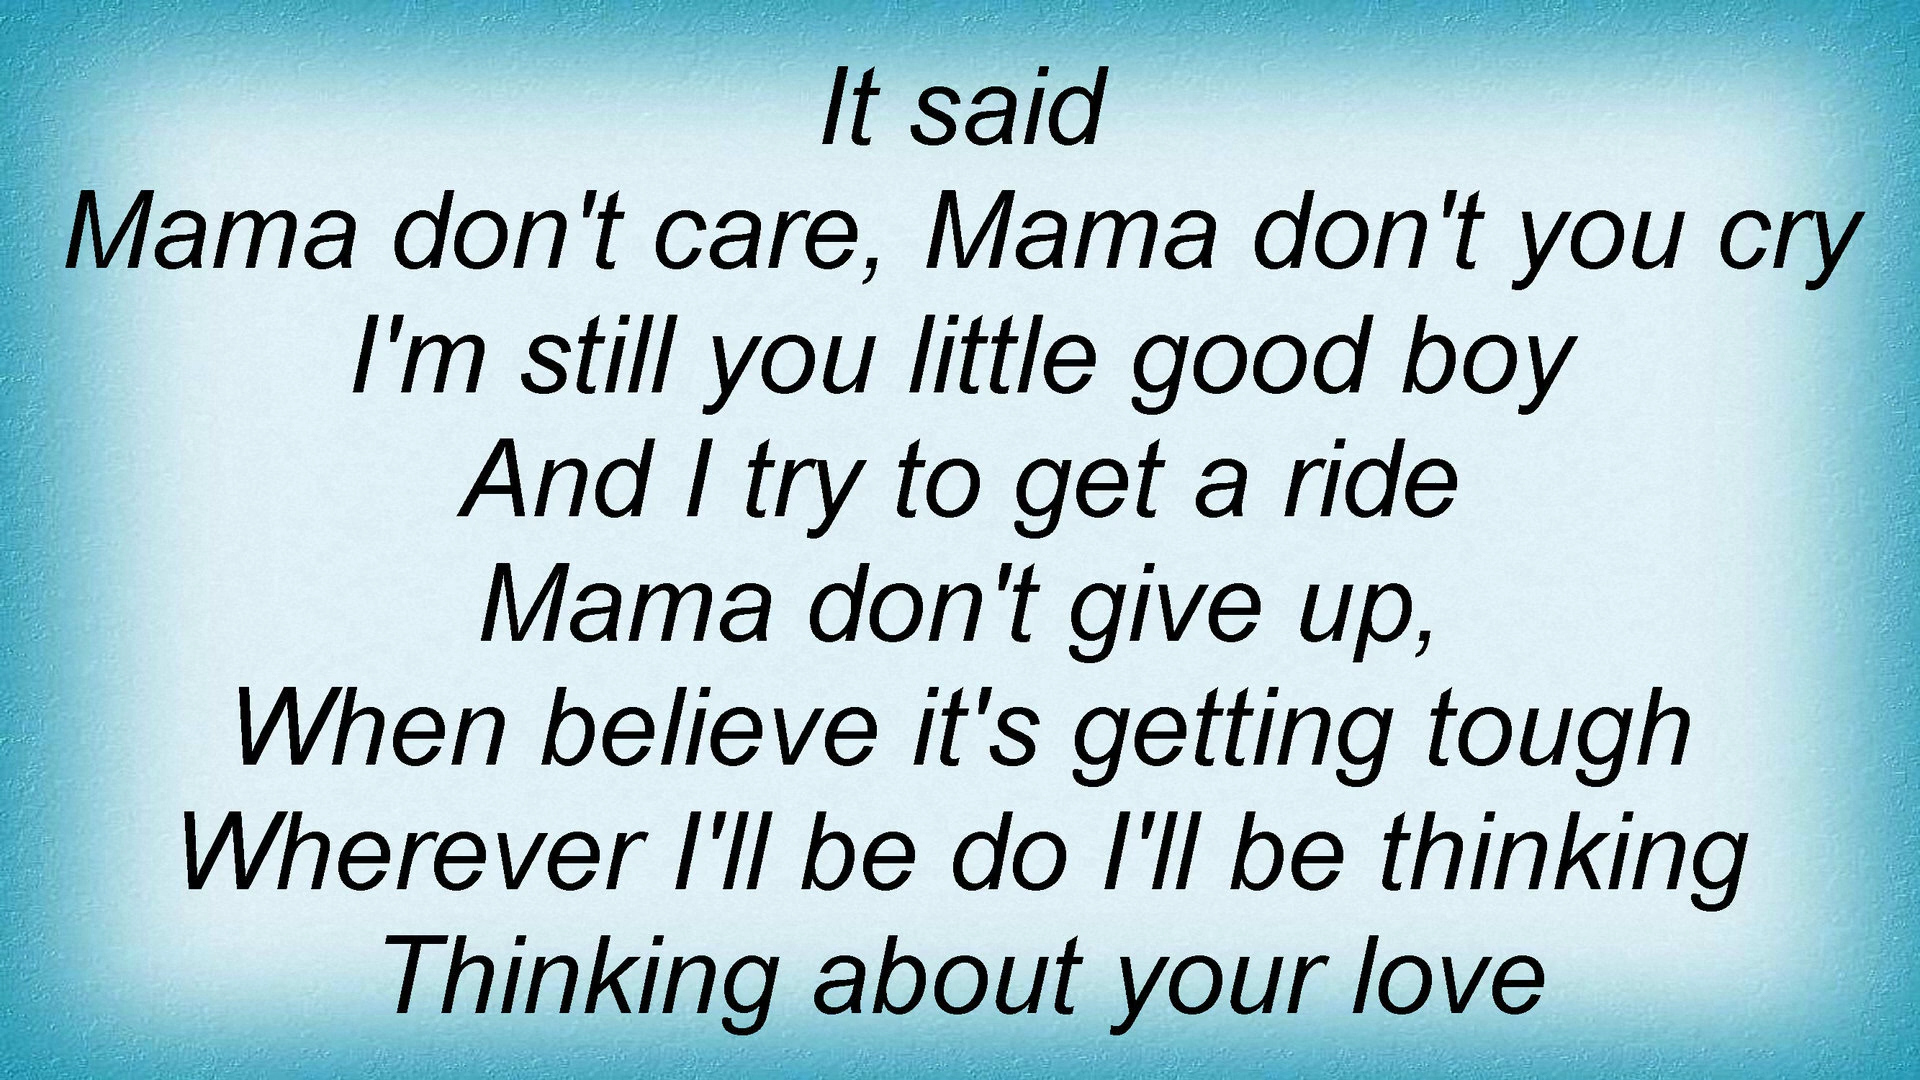 It said
Mama don't care, Mama don't you cry
I'm still you little good boy
And I try to get a ride
Mama don't give up,
When believe it's getting tough
Wherever I'll be do I'll be thinking
Thinking about your love